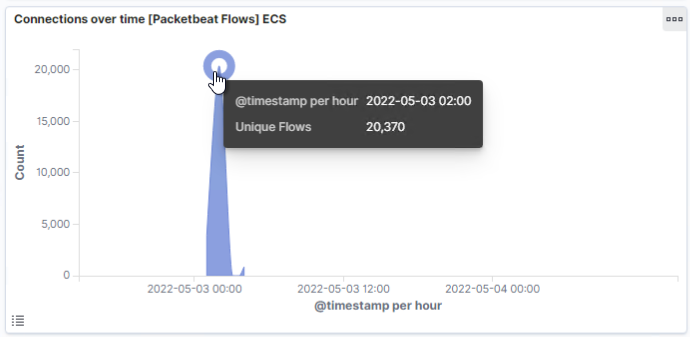 Connections over time [Packetbeat Flows] ECS
20,000
15,000
10,000
5,000
0
Count
@timestamp per hour 2022-05-03 02:00
Unique Flows 20,370
2022-05-03 00:00 2022-05-03 12:00 2022-05-04 00:00
@timestamp per hour